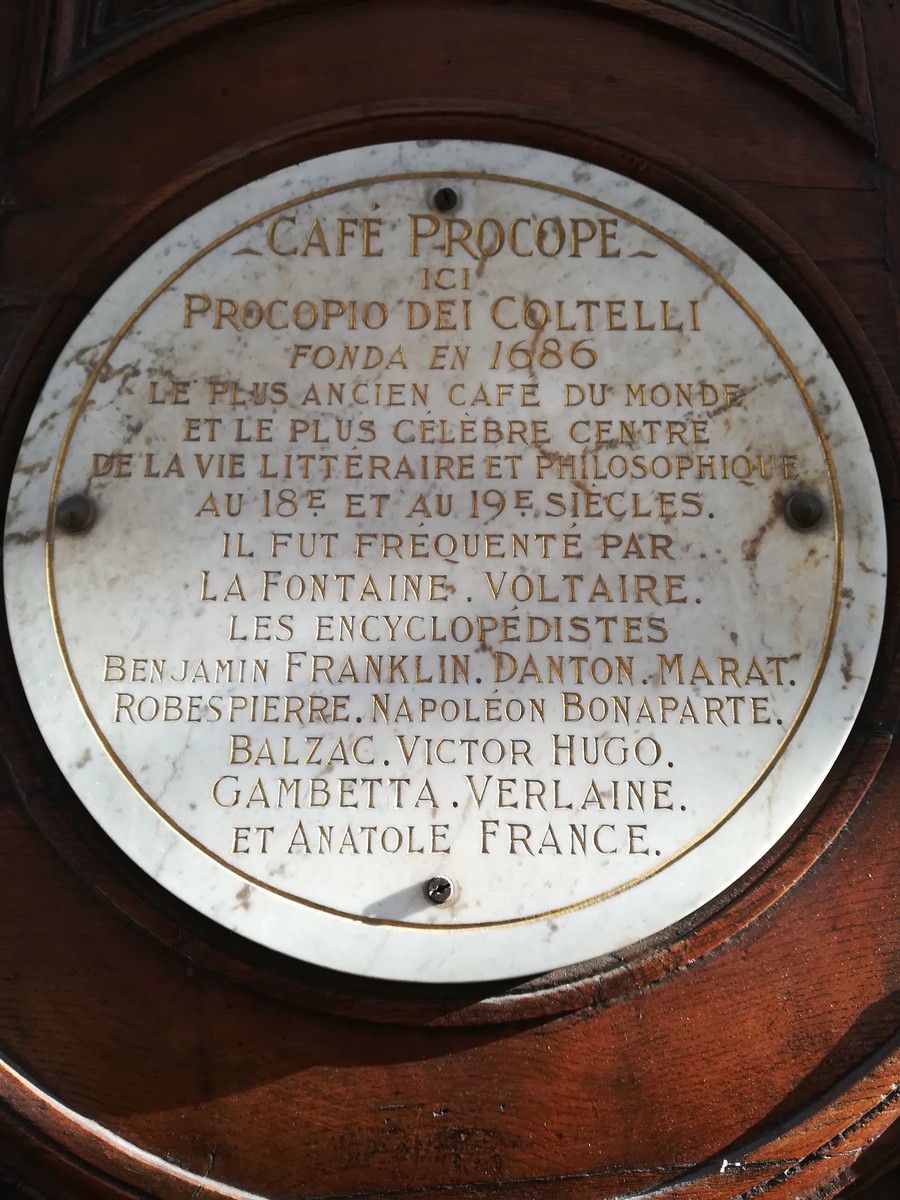 ~CAFÉ PROCOPE~
ICI
PROCOPIO DEI COLTELLI
FONDA EN 1686
LE PLUS ANCIEN CAFÉ DU MONDE
ET LE PLUS CÉLÈBRE CENTRE
DE LA VIE LITTÉRAIRE ET PHILOSOPHIQUE
AU 18E ET AU 19E SIÈCLES.
IL FUT FRÉQUENTÉ PAR
LA FONTAINE . VOLTAIRE.
LES ENCYCLOPÉDISTES
BENJAMIN FRANKLIN. DANTON. MARAT.
ROBESPIERRE. NAPOLÉON BONAPARTE.
BALZAC. VICTOR HUGO.
GAMBETTA . VERLAINE.
ET ANATOLE FRANCE.